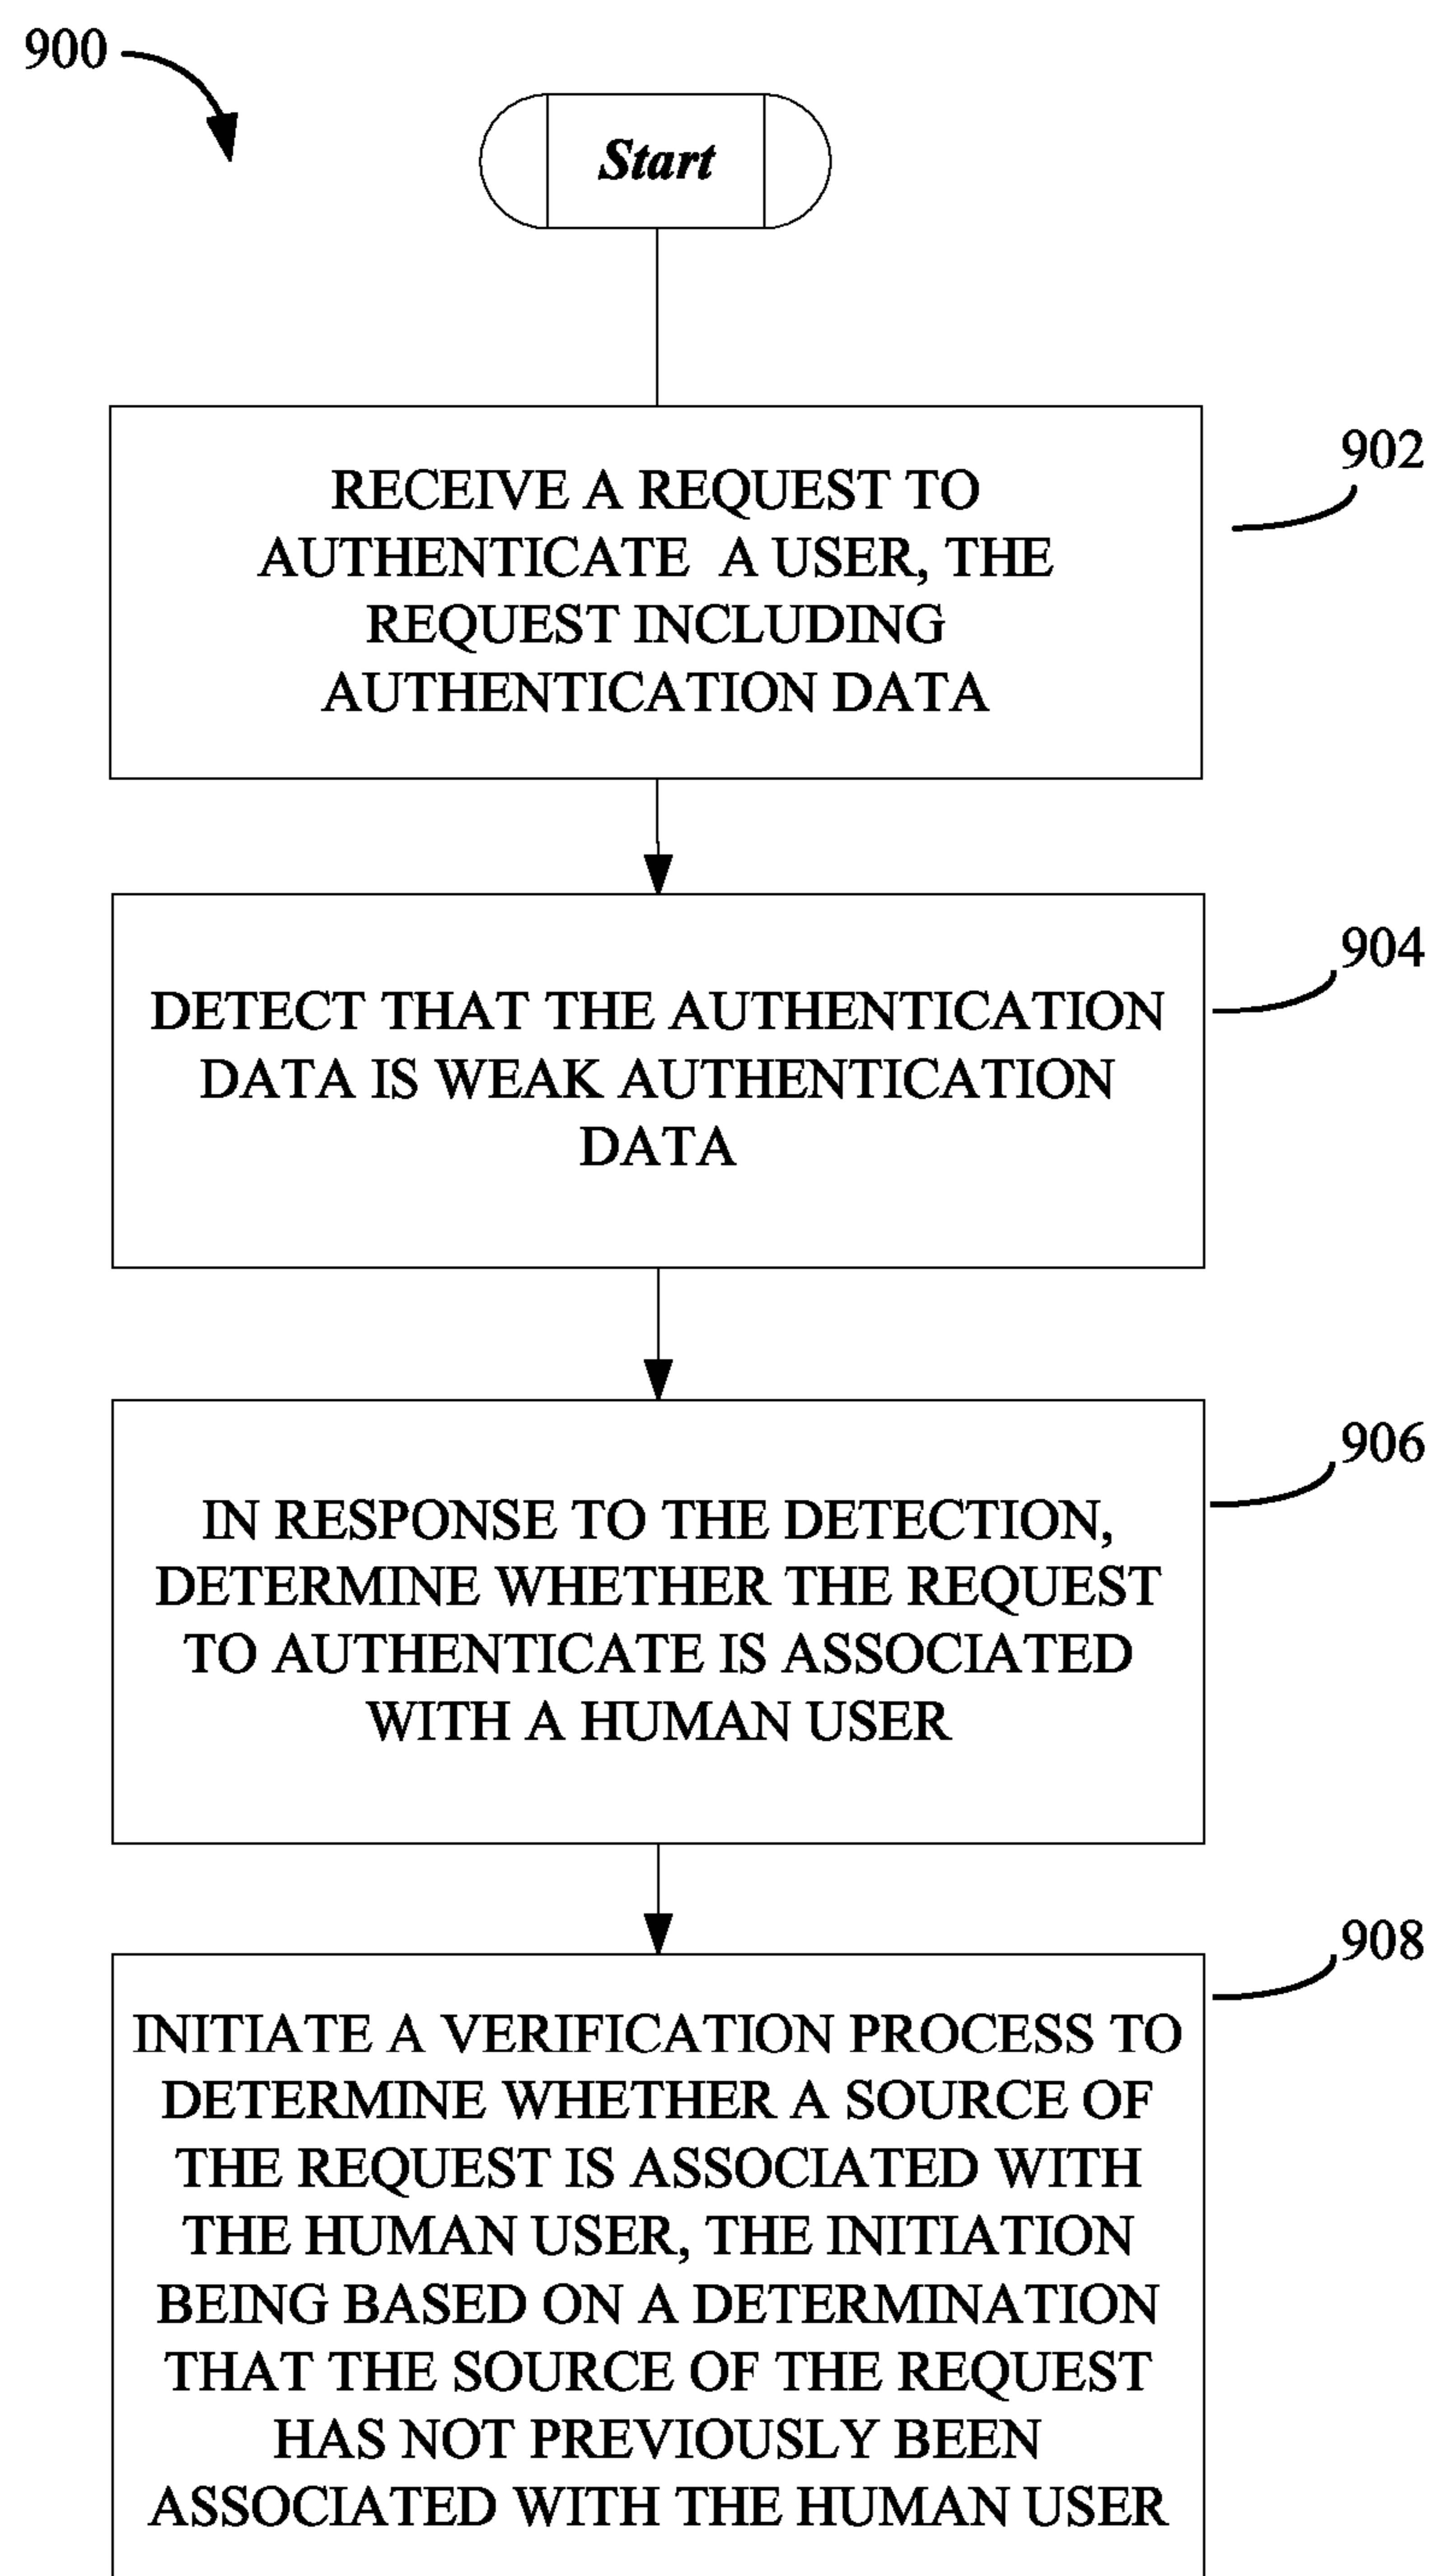 900
Start
902
RECEIVE A REQUEST TO
AUTHENTICATE A USER, THE
REQUEST INCLUDING
AUTHENTICATION DATA
904
DETECT THAT THE AUTHENTICATION
DATA IS WEAK AUTHENTICATION
DATA
906
IN RESPONSE TO THE DETECTION,
DETERMINE WHETHER THE REQUEST
TO AUTHENTICATE IS ASSOCIATED
WITH A HUMAN USER
908
INITIATE A VERIFICATION PROCESS TO
DETERMINE WHETHER A SOURCE OF
THE REQUEST IS ASSOCIATED WITH
THE HUMAN USER, THE INITIATION
BEING BASED ON A DETERMINATION
THAT THE SOURCE OF THE REQUEST
HAS NOT PREVIOUSLY BEEN
ASSOCIATED WITH THE HUMAN USER